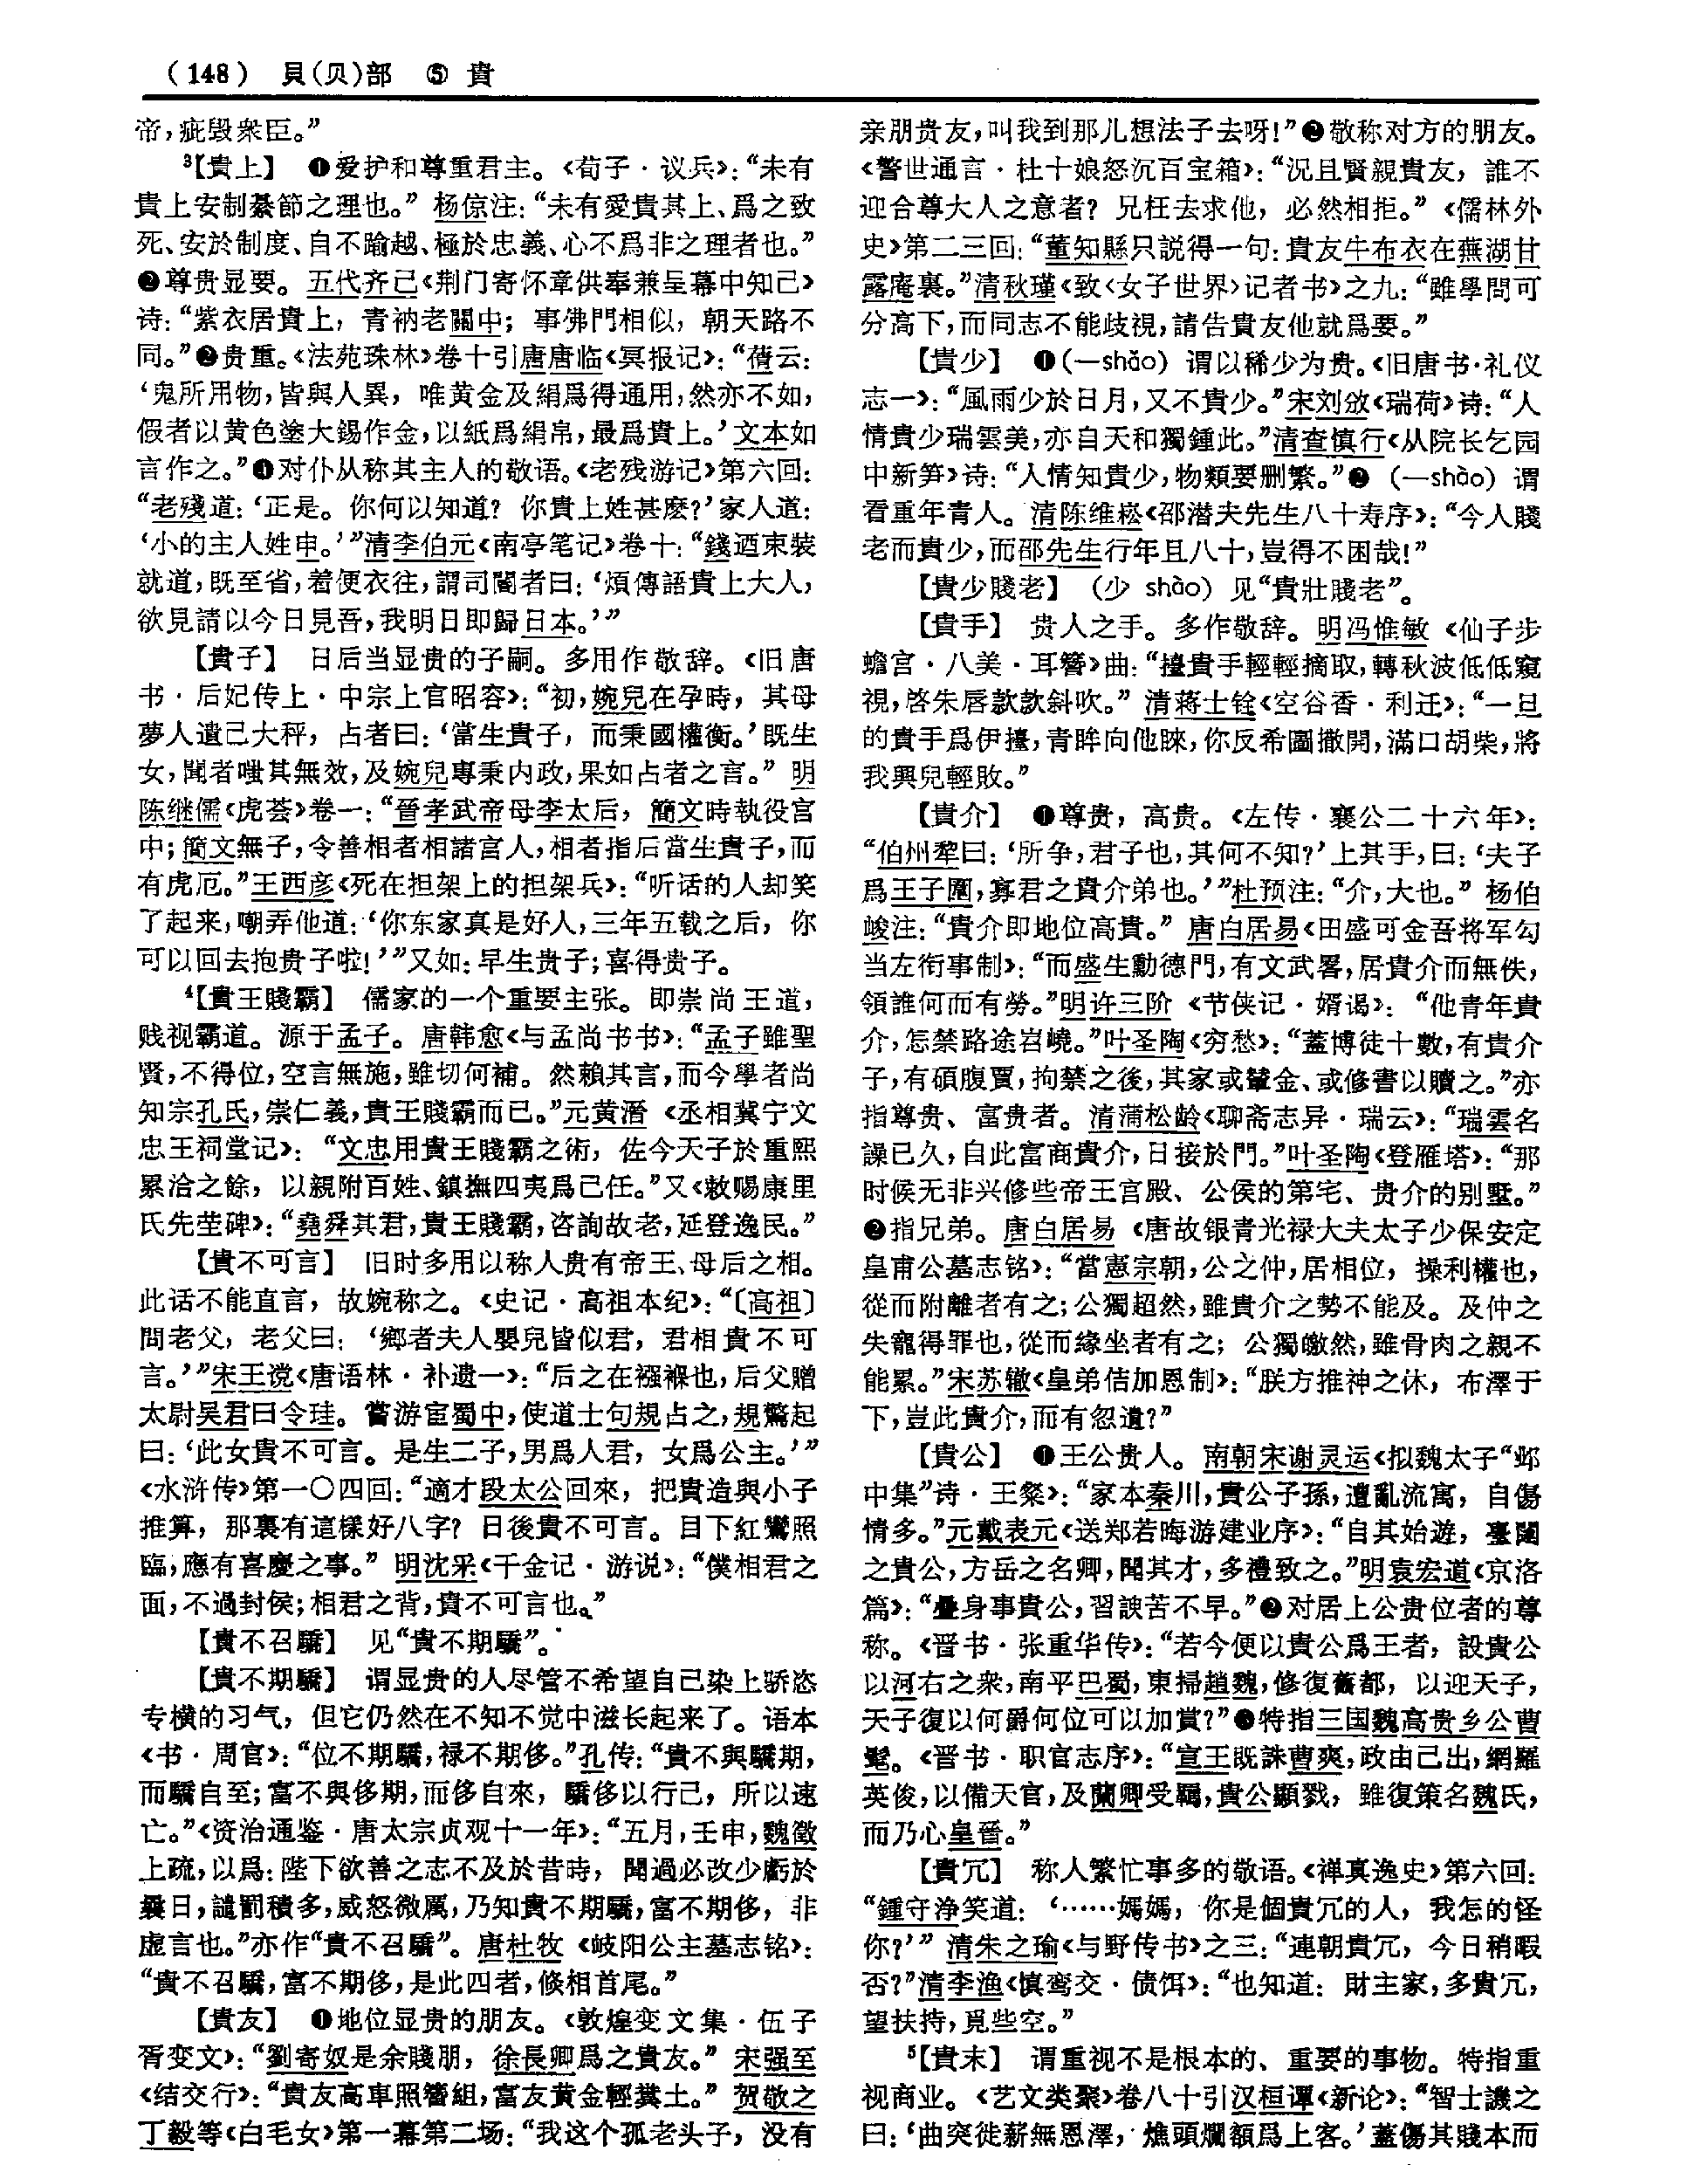 （148） 貝（贝）部 ⑤ 貴
帝，疵毁衆臣。”
³【貴上】 ❶爱护和尊重君主。《荀子·议兵》：“未有
貴上安制綦節之理也。”杨倞注：“未有愛貴其上、爲之致
死、安於制度、自不踰越、極於忠義、心不爲非之理者也。”
❷尊贵显要。五代齐己《荆门寄怀章供奉兼呈幕中知己》
诗：“紫衣居貴上，青衲老關中；事佛門相似，朝天路不
同。”❷贵重。《法苑珠林》卷十引唐唐临《冥报记》：“蒨云：
‘鬼所用物，皆與人異，唯黄金及絹爲得通用，然亦不如，
假者以黄色塗大錫作金，以紙爲絹帛，最爲貴上。’文本如
言作之。”❹对仆从称其主人的敬语。《老残游记》第六回：
“老殘道：‘正是。你何以知道？你貴上姓甚麽？’家人道：
‘小的主人姓申。’”清李伯元《南亭笔记》卷十：“錢迺束裝
就道，既至省，着便衣往，謂司閽者曰：‘煩傳語貴上大人，
欲見請以今日見吾，我明日即歸日本。’”
【貴子】 日后当显贵的子嗣。多用作敬辞。《旧唐
书·后妃传上·中宗上官昭容》：“初，婉兒在孕時，其母
夢人遺己大秤，占者曰：‘當生貴子，而秉國權衡。’既生
女，聞者嗤其無效，及婉兒專秉内政，果如占者之言。”明
陈继儒《虎荟》卷一：“晉孝武帝母李太后，簡文時執役宫
中；簡文無子，令善相者相諸宫人，相者指后當生貴子，而
有虎厄。”王西彦《死在担架上的担架兵》：“听话的人却笑
了起来，嘲弄他道：‘你东家真是好人，三年五载之后，你
可以回去抱贵子啦！’”又如：早生贵子；喜得贵子。
⁴【貴王賤霸】 儒家的一个重要主张。即崇尚王道，
贱视霸道。源于孟子。唐韩愈《与孟尚书书》：“孟子雖聖
賢，不得位，空言無施，雖切何補。然賴其言，而今學者尚
知宗孔氏，崇仁義，貴王賤霸而已。”元黄溍《丞相冀宁文
忠王祠堂记》：“文忠用貴王賤霸之術，佐今天子於重熙
累洽之餘，以親附百姓、鎮撫四夷爲己任。”又《敕赐康里
氏先茔碑》：“堯舜其君，貴王賤霸，咨詢故老，延登逸民。”
【貴不可言】 旧时多用以称人贵有帝王、母后之相。
此话不能直言，故婉称之。《史记·高祖本纪》：“〔高祖〕
問老父，老父曰：‘鄉者夫人嬰兒皆似君，君相貴不可
言。’”宋王谠《唐语林·补遗一》：“后之在襁褓也，后父贈
太尉吴君曰令珪。嘗游宦蜀中，使道士句規占之，規驚起
曰：‘此女貴不可言。是生二子，男爲人君，女爲公主。’”
《水浒传》第一〇四回：“適才段太公回來，把貴造與小子
推算，那裏有這樣好八字？日後貴不可言。目下紅鸞照
臨，應有喜慶之事。”明沈采《千金记·游说》：“僕相君之
面，不過封侯；相君之背，貴不可言也。”
【貴不召驕】 见“貴不期驕”。
【貴不期驕】 谓显贵的人尽管不希望自己染上骄恣
专横的习气，但它仍然在不知不觉中滋长起来了。语本
《书·周官》：“位不期驕，禄不期侈。”孔传：“貴不與驕期，
而驕自至；富不與侈期，而侈自來，驕侈以行己，所以速
亡。”《资治通鉴·唐太宗贞观十一年》：“五月，壬申，魏徵
上疏，以爲：陛下欲善之志不及於昔時，聞過必改少虧於
曩日，譴罰積多，威怒微厲，乃知貴不期驕，富不期侈，非
虚言也。”亦作“貴不召驕”。唐杜牧《岐阳公主墓志铭》：
“貴不召驕，富不期侈，是此四者，倏相首尾。”
【貴友】 ❶地位显贵的朋友。《敦煌变文集·伍子
胥变文》：“劉寄奴是余賤朋，徐長卿爲之貴友。”宋强至
《结交行》：“貴友高車照簪組，富友黄金輕糞土。”贺敬之
丁毅等《白毛女》第一幕第二场：“我这个孤老头子，没有
亲朋贵友，叫我到那儿想法子去呀！”❷敬称对方的朋友。
《警世通言·杜十娘怒沉百宝箱》：“況且賢親貴友，誰不
迎合尊大人之意者？兄枉去求他，必然相拒。”《儒林外
史》第二三回：“董知縣只説得一句：貴友牛布衣在蕪湖甘
露庵裏。”清秋瑾《致〈女子世界〉记者书》之九：“雖學問可
分高下，而同志不能歧視，請告貴友他就爲要。”
【貴少】 ❶（—shǎo）谓以稀少为贵。《旧唐书·礼仪
志一》：“風雨少於日月，又不貴少。”宋刘攽《瑞荷》诗：“人
情貴少瑞雲美，亦自天和獨鍾此。”清查慎行《从院长乞园
中新笋》诗：“人情知貴少，物類要删繁。”❷（—shào）谓
看重年青人。清陈维崧《邵潜夫先生八十寿序》：“今人賤
老而貴少，而邵先生行年且八十，豈得不困哉！”
【貴少賤老】 （少 shào）见“貴壯賤老”。
【貴手】 贵人之手。多作敬辞。明冯惟敏《仙子步
蟾宫·八美·耳簪》曲：“擡貴手輕輕摘取，轉秋波低低窺
視，啓朱唇款款斜吹。”清蒋士铨《空谷香·利迁》：“一旦
的貴手爲伊擡，青眸向他睞，你反希圖撒開，滿口胡柴，將
我興兒輕敗。”
【貴介】 ❶尊贵，高贵。《左传·襄公二十六年》：
“伯州犂曰：‘所争，君子也，其何不知？’上其手，曰：‘夫子
爲王子圍，寡君之貴介弟也。’”杜预注：“介，大也。”杨伯
峻注：“貴介即地位高貴。”唐白居易《田盛可金吾将军勾
当左衔事制》：“而盛生勳德門，有文武畧，居貴介而無佚，
領誰何而有勞。”明许三阶《节侠记·婿谒》：“他青年貴
介，怎禁路途岧嶢。”叶圣陶《穷愁》：“蓋博徒十數，有貴介
子，有碩腹賈，拘禁之後，其家或輦金、或修書以贖之。”亦
指尊贵、富贵者。清蒲松龄《聊斋志异·瑞云》：“瑞雲名
譟已久，自此富商貴介，日接於門。”叶圣陶《登雁塔》：“那
时候无非兴修些帝王宫殿、公侯的第宅、贵介的别墅。”
❷指兄弟。唐白居易《唐故银青光禄大夫太子少保安定
皇甫公墓志铭》：“當憲宗朝，公之仲，居相位，操利權也，
從而附離者有之；公獨超然，雖貴介之勢不能及。及仲之
失寵得罪也，從而緣坐者有之；公獨皦然，雖骨肉之親不
能累。”宋苏辙《皇弟佶加恩制》：“朕方推神之休，布澤于
下，豈此貴介，而有忽遺？”
【貴公】 ❶王公贵人。南朝宋谢灵运《拟魏太子“邺
中集”诗·王粲》：“家本秦川，貴公子孫，遭亂流寓，自傷
情多。”元戴表元《送郑若晦游建业序》：“自其始遊，臺閣
之貴公，方岳之名卿，聞其才，多禮致之。”明袁宏道《京洛
篇》：“疊身事貴公，習諛苦不早。”❷对居上公贵位者的尊
称。《晋书·张重华传》：“若今便以貴公爲王者，設貴公
以河右之衆，南平巴蜀，東掃趙魏，修復舊都，以迎天子，
天子復以何爵何位可以加賞？”❸特指三国魏高贵乡公曹
髦。《晋书·职官志序》：“宣王既誅曹爽，政由己出，網羅
英俊，以備天官，及蘭卿受羈，貴公顯戮，雖復策名魏氏，
而乃心皇晉。”
【貴冗】 称人繁忙事多的敬语。《禅真逸史》第六回：
“鍾守净笑道：‘……媽媽，你是個貴冗的人，我怎的怪
你？’”清朱之瑜《与野传书》之三：“連朝貴冗，今日稍暇
否？”清李渔《慎鸾交·债饵》：“也知道：財主家，多貴冗，
望扶持，覓些空。”
⁵【貴末】 谓重视不是根本的、重要的事物。特指重
视商业。《艺文类聚》卷八十引汉桓谭《新论》：“智士譏之
曰：‘曲突徙薪無恩澤，燋頭爛額爲上客。’蓋傷其賤本而